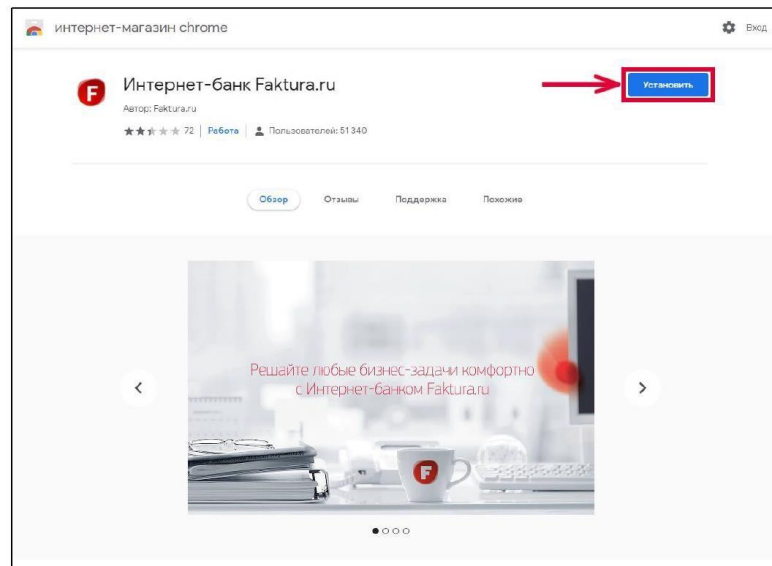 интернет-магазин chrome
Вход
Интернет-банк Faktura.ru
Установить
Автор: Faktura.ru
72 | Работа | Пользователей: 51 340
Обзор Отзывы Поддержка Похожие
Решайте любые бизнес-задачи комфортно
с Интернет-банком Faktura.ru
F